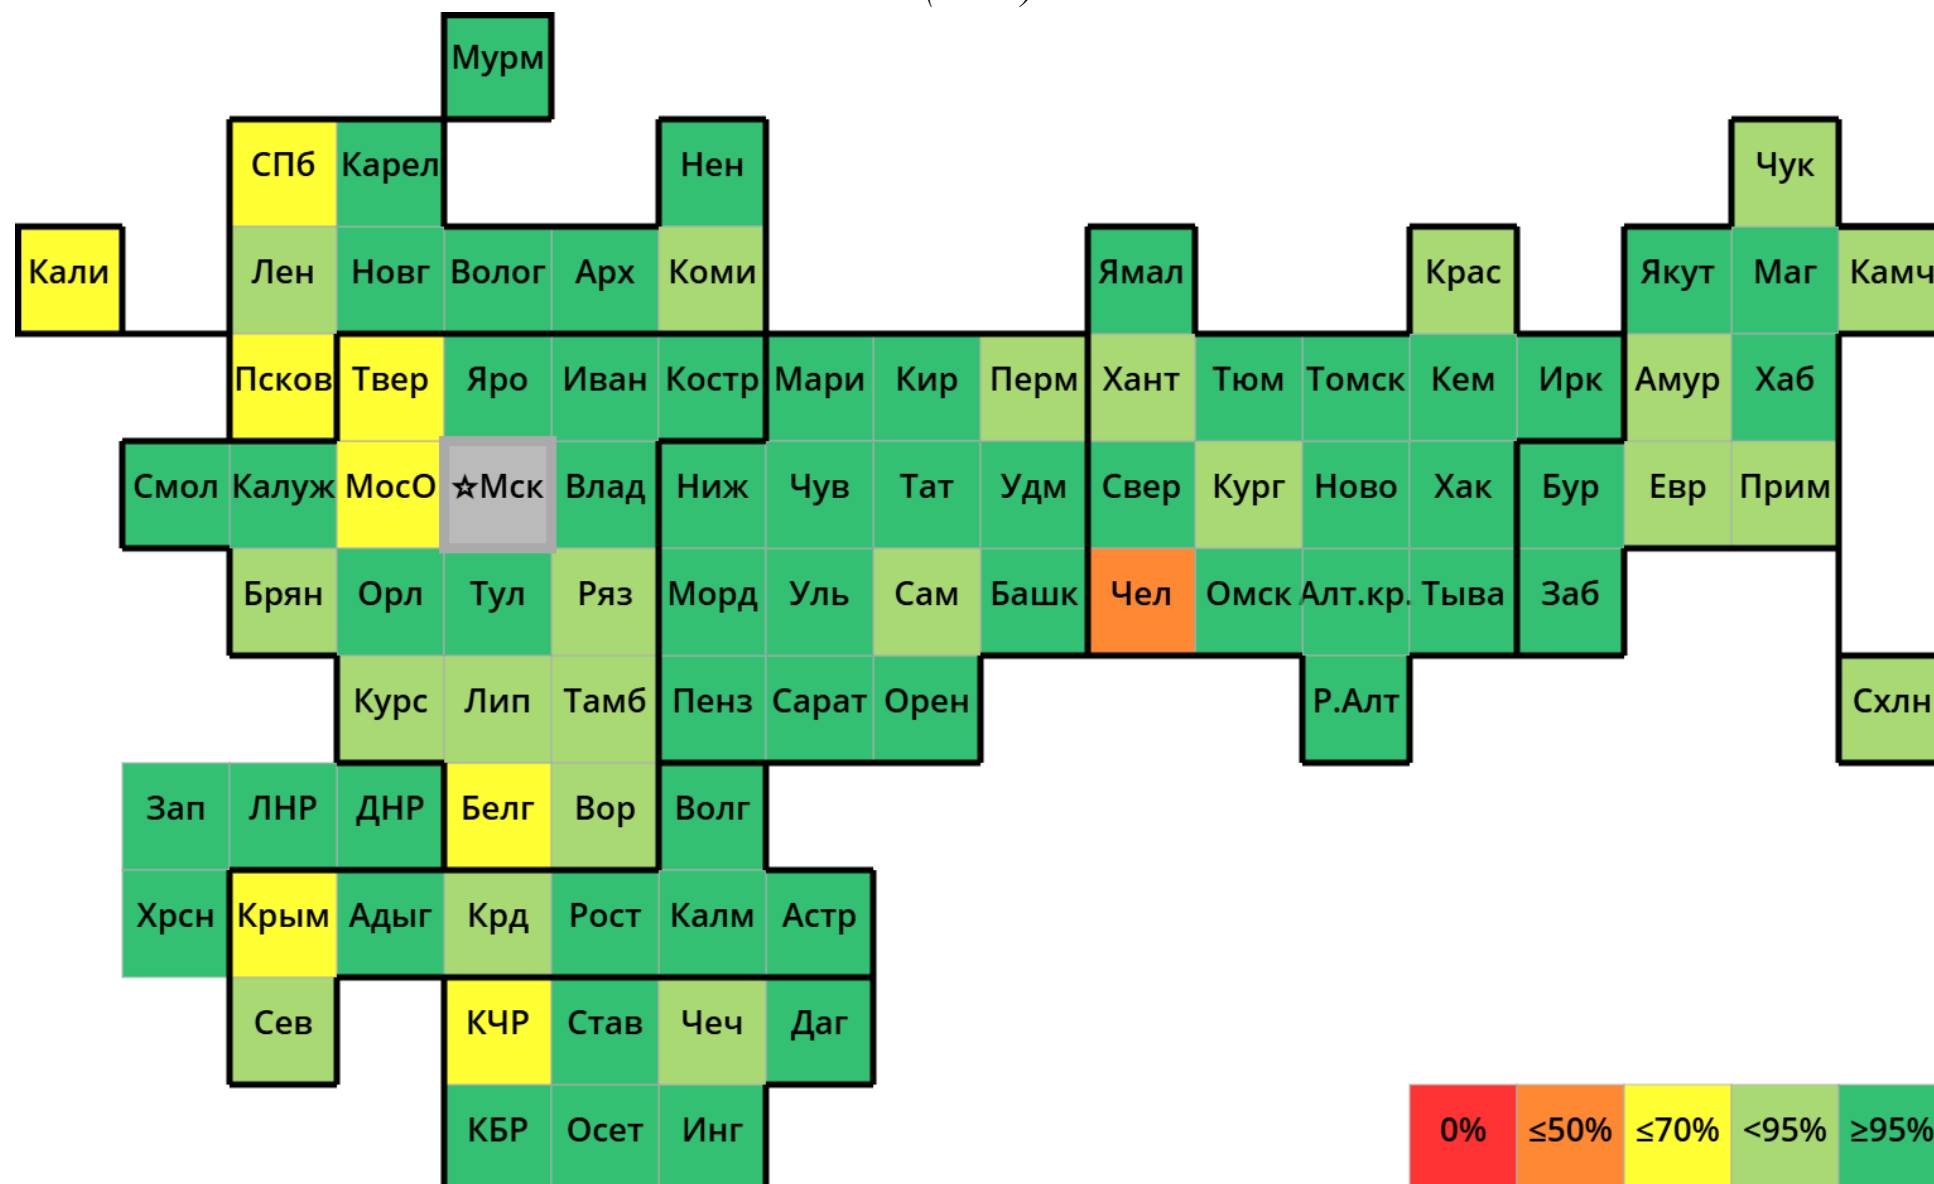 Мурм
СПб Карел Нен Чук
Кали Лен Новг Волог Арх Коми Ямал Крас Якут Маг Камч
Псков Твер Яро Иван Костр Мари Кир Перм Хант Тюм Томск Кем Ирк Амур Хаб
Смол Калуж МосО ☆Мск Влад Ниж Чув Тат Удм Свер Кург Ново Хак Бур Евр Прим
Брян Орл Тул Ряз Морд Уль Сам Башк Чел Омск Алт.кр. Тыва Заб
Курс Лип Тамб Пенз Сарат Орен Р.Алт Схлн
Зап ЛНР ДНР Белг Вор Волг
Хрсн Крым Адыг Крд Рост Калм Астр
Сев КЧР Став Чеч Даг
КБР Осет Инг 0% ≤50% ≤70% <95% ≥95%